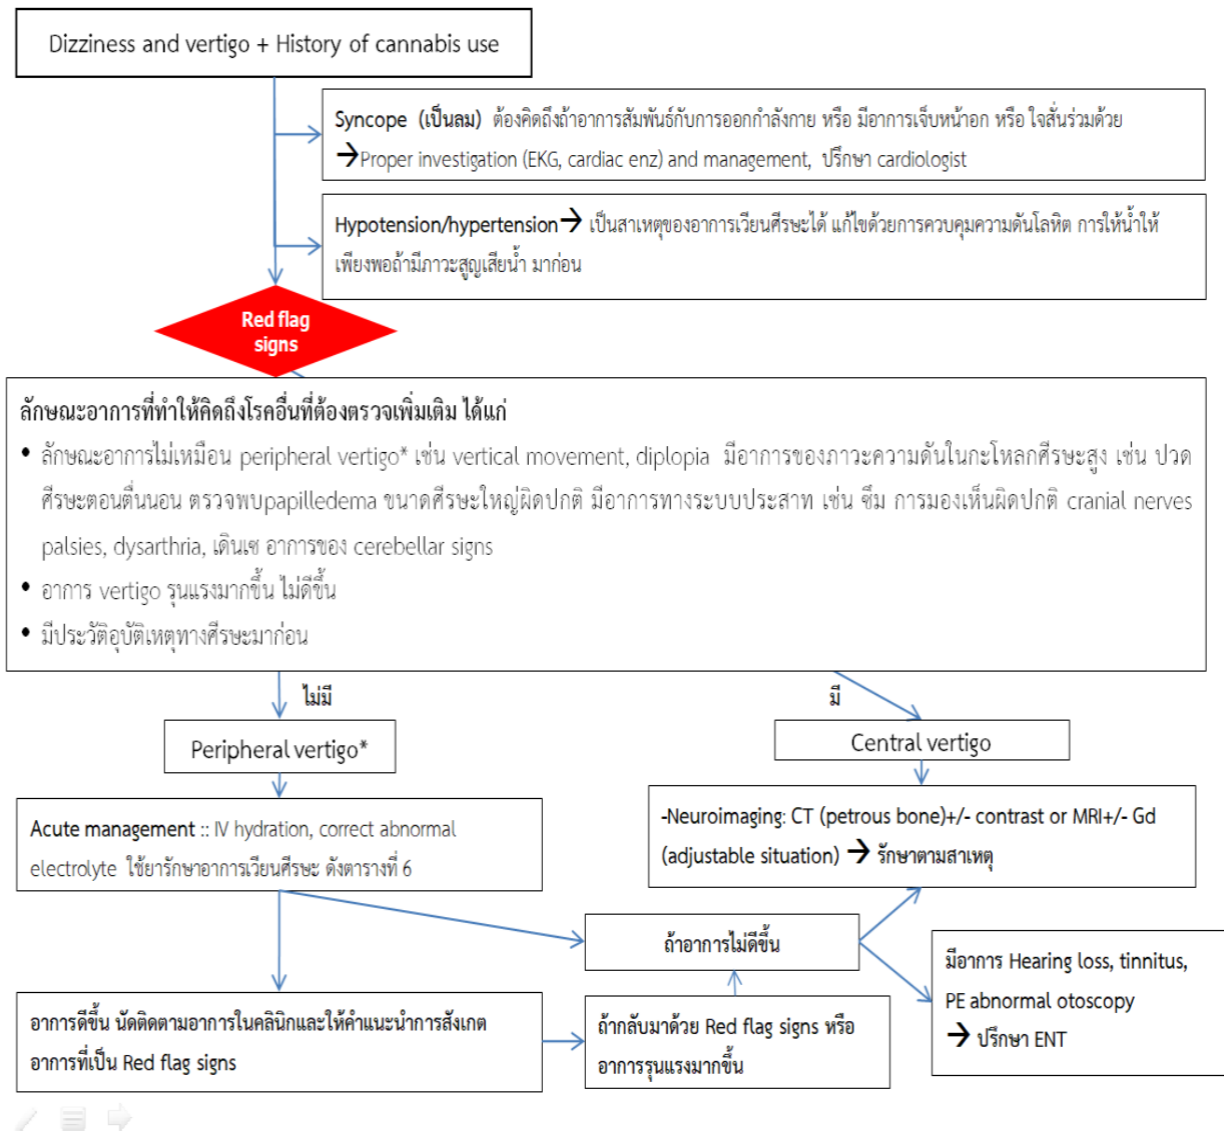 Dizziness and vertigo + History of cannabis use
Syncope (เป็นลม) ต้องคิดถึงถ้าอาการสัมพันธ์กับการออกกำลังกาย หรือ มีอาการเจ็บหน้าอก หรือ ใจสั่นร่วมด้วย
→Proper investigation (EKG, cardiac enz) and management, ปรึกษา cardiologist
Hypotension/hypertension→ เป็นสาเหตุของอาการเวียนศีรษะได้ แก้ไขด้วยการควบคุมความดันโลหิต การให้น้ำให้
เพียงพอถ้ามีภาวะสูญเสียน้ำ มาก่อน
Red flag
signs
ลักษณะอาการที่ทำให้คิดถึงโรคอื่นที่ต้องตรวจเพิ่มเติม ได้แก่
• ลักษณะอาการไม่เหมือน peripheral vertigo* เช่น vertical movement, diplopia มีอาการของภาวะความดันในกะโหลกศีรษะสูง เช่น ปวด
ศีรษะตอนตื่นนอน ตรวจพบpapilledema ขนาดศีรษะใหญ่ผิดปกติ มีอาการทางระบบประสาท เช่น ซึม การมองเห็นผิดปกติ cranial nerves
palsies, dysarthria, เดินเซ อาการของ cerebellar signs
• อาการ vertigo รุนแรงมากขึ้น ไม่ดีขึ้น
• มีประวัติอุบัติเหตุทางศีรษะมาก่อน
ไม่มี
มี
Peripheral vertigo*
Central vertigo
Acute management :: IV hydration, correct abnormal
electrolyte ใช้ยารักษาอาการเวียนศีรษะ ดังตารางที่ 6
-Neuroimaging: CT (petrous bone)+/- contrast or MRI+/- Gd
(adjustable situation) → รักษาตามสาเหตุ
ถ้าอาการไม่ดีขึ้น
มีอาการ Hearing loss, tinnitus,
PE abnormal otoscopy
→ ปรึกษา ENT
อาการดีขึ้น นัดติดตามอาการในคลินิกและให้คำแนะนำการสังเกต
อาการที่เป็น Red flag signs
ถ้ากลับมาด้วย Red flag signs หรือ
อาการรุนแรงมากขึ้น